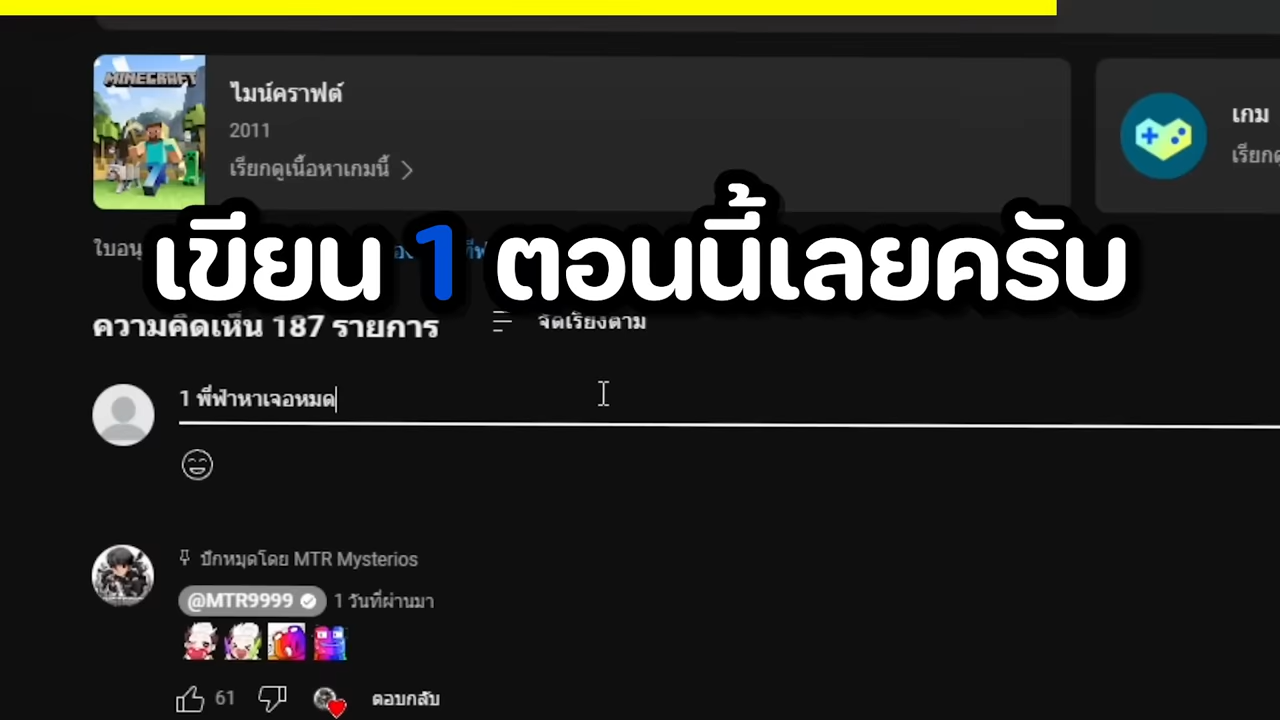 MINECRAFT
ไมน์คราฟต์
2011
เรียกดูเนื้อหาเกมนี้
เกม
เขียน 1 ตอนนี้เลยครับ
ความคิดเห็น 187 รายการ
จัดเรียงตาม
1 พี่ฟ้าหาเจอหมด
ปักหมุดโดย MTR Mysterios
@MTR9999 1 วันที่ผ่านมา
61 ตอบกลับ